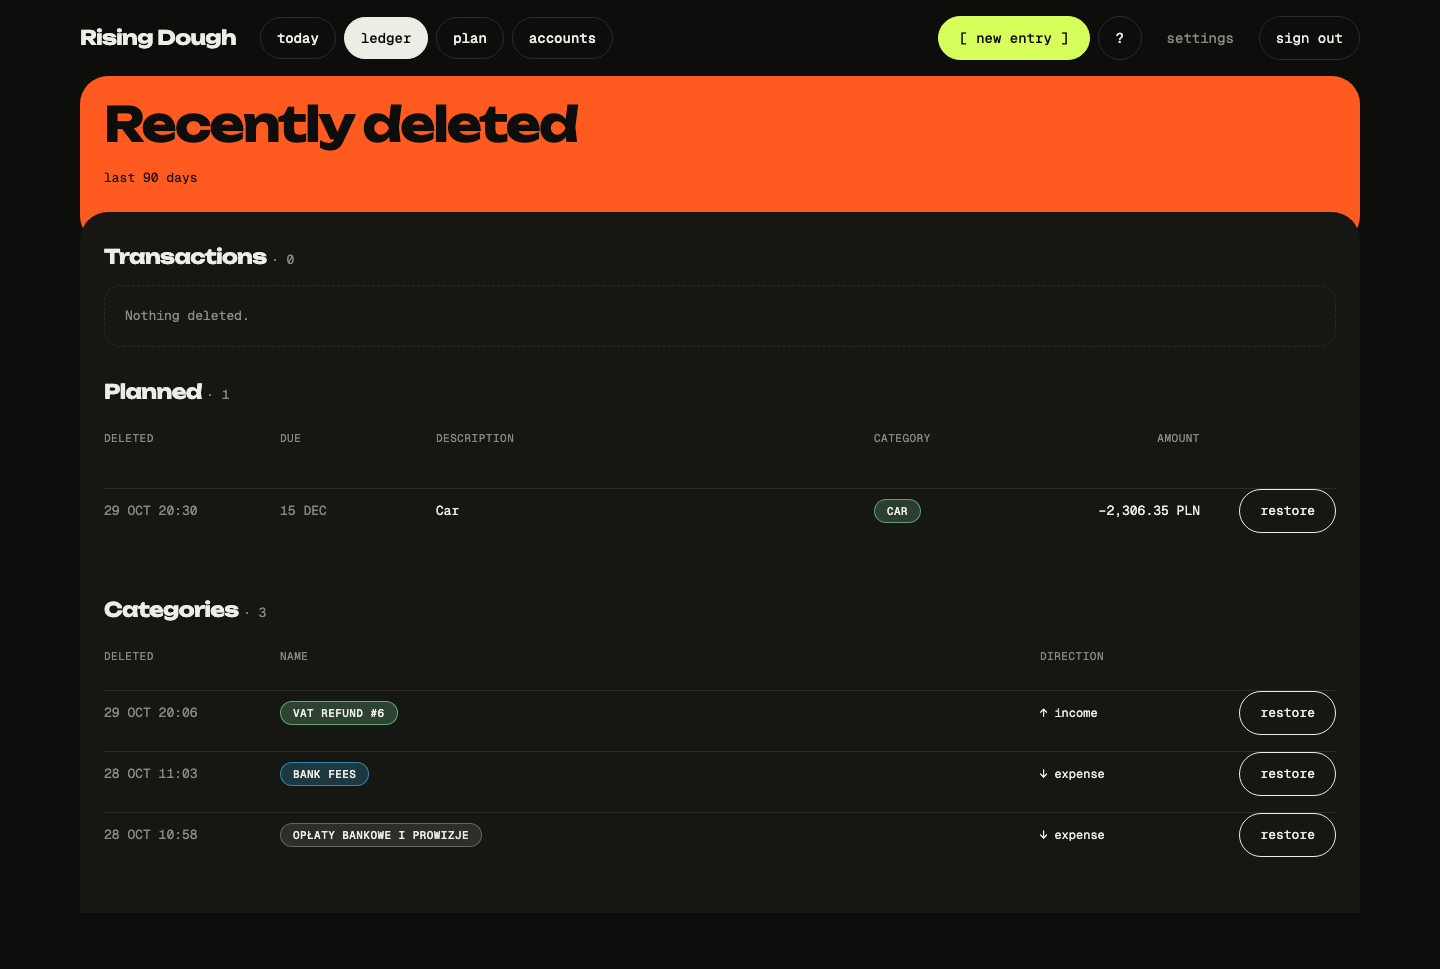 Rising Dough today ledger plan accounts [ new entry ] ? settings sign out
Recently deleted
last 90 days
Transactions · 0
Nothing deleted.
Planned · 1
DELETED DUE DESCRIPTION CATEGORY AMOUNT
29 OCT 20:30 15 DEC Car CAR −2,306.35 PLN restore
Categories · 3
DELETED NAME DIRECTION
29 OCT 20:06 VAT REFUND #6 ↑ income restore
28 OCT 11:03 BANK FEES ↓ expense restore
28 OCT 10:58 OPŁATY BANKOWE I PROWIZJE ↓ expense restore